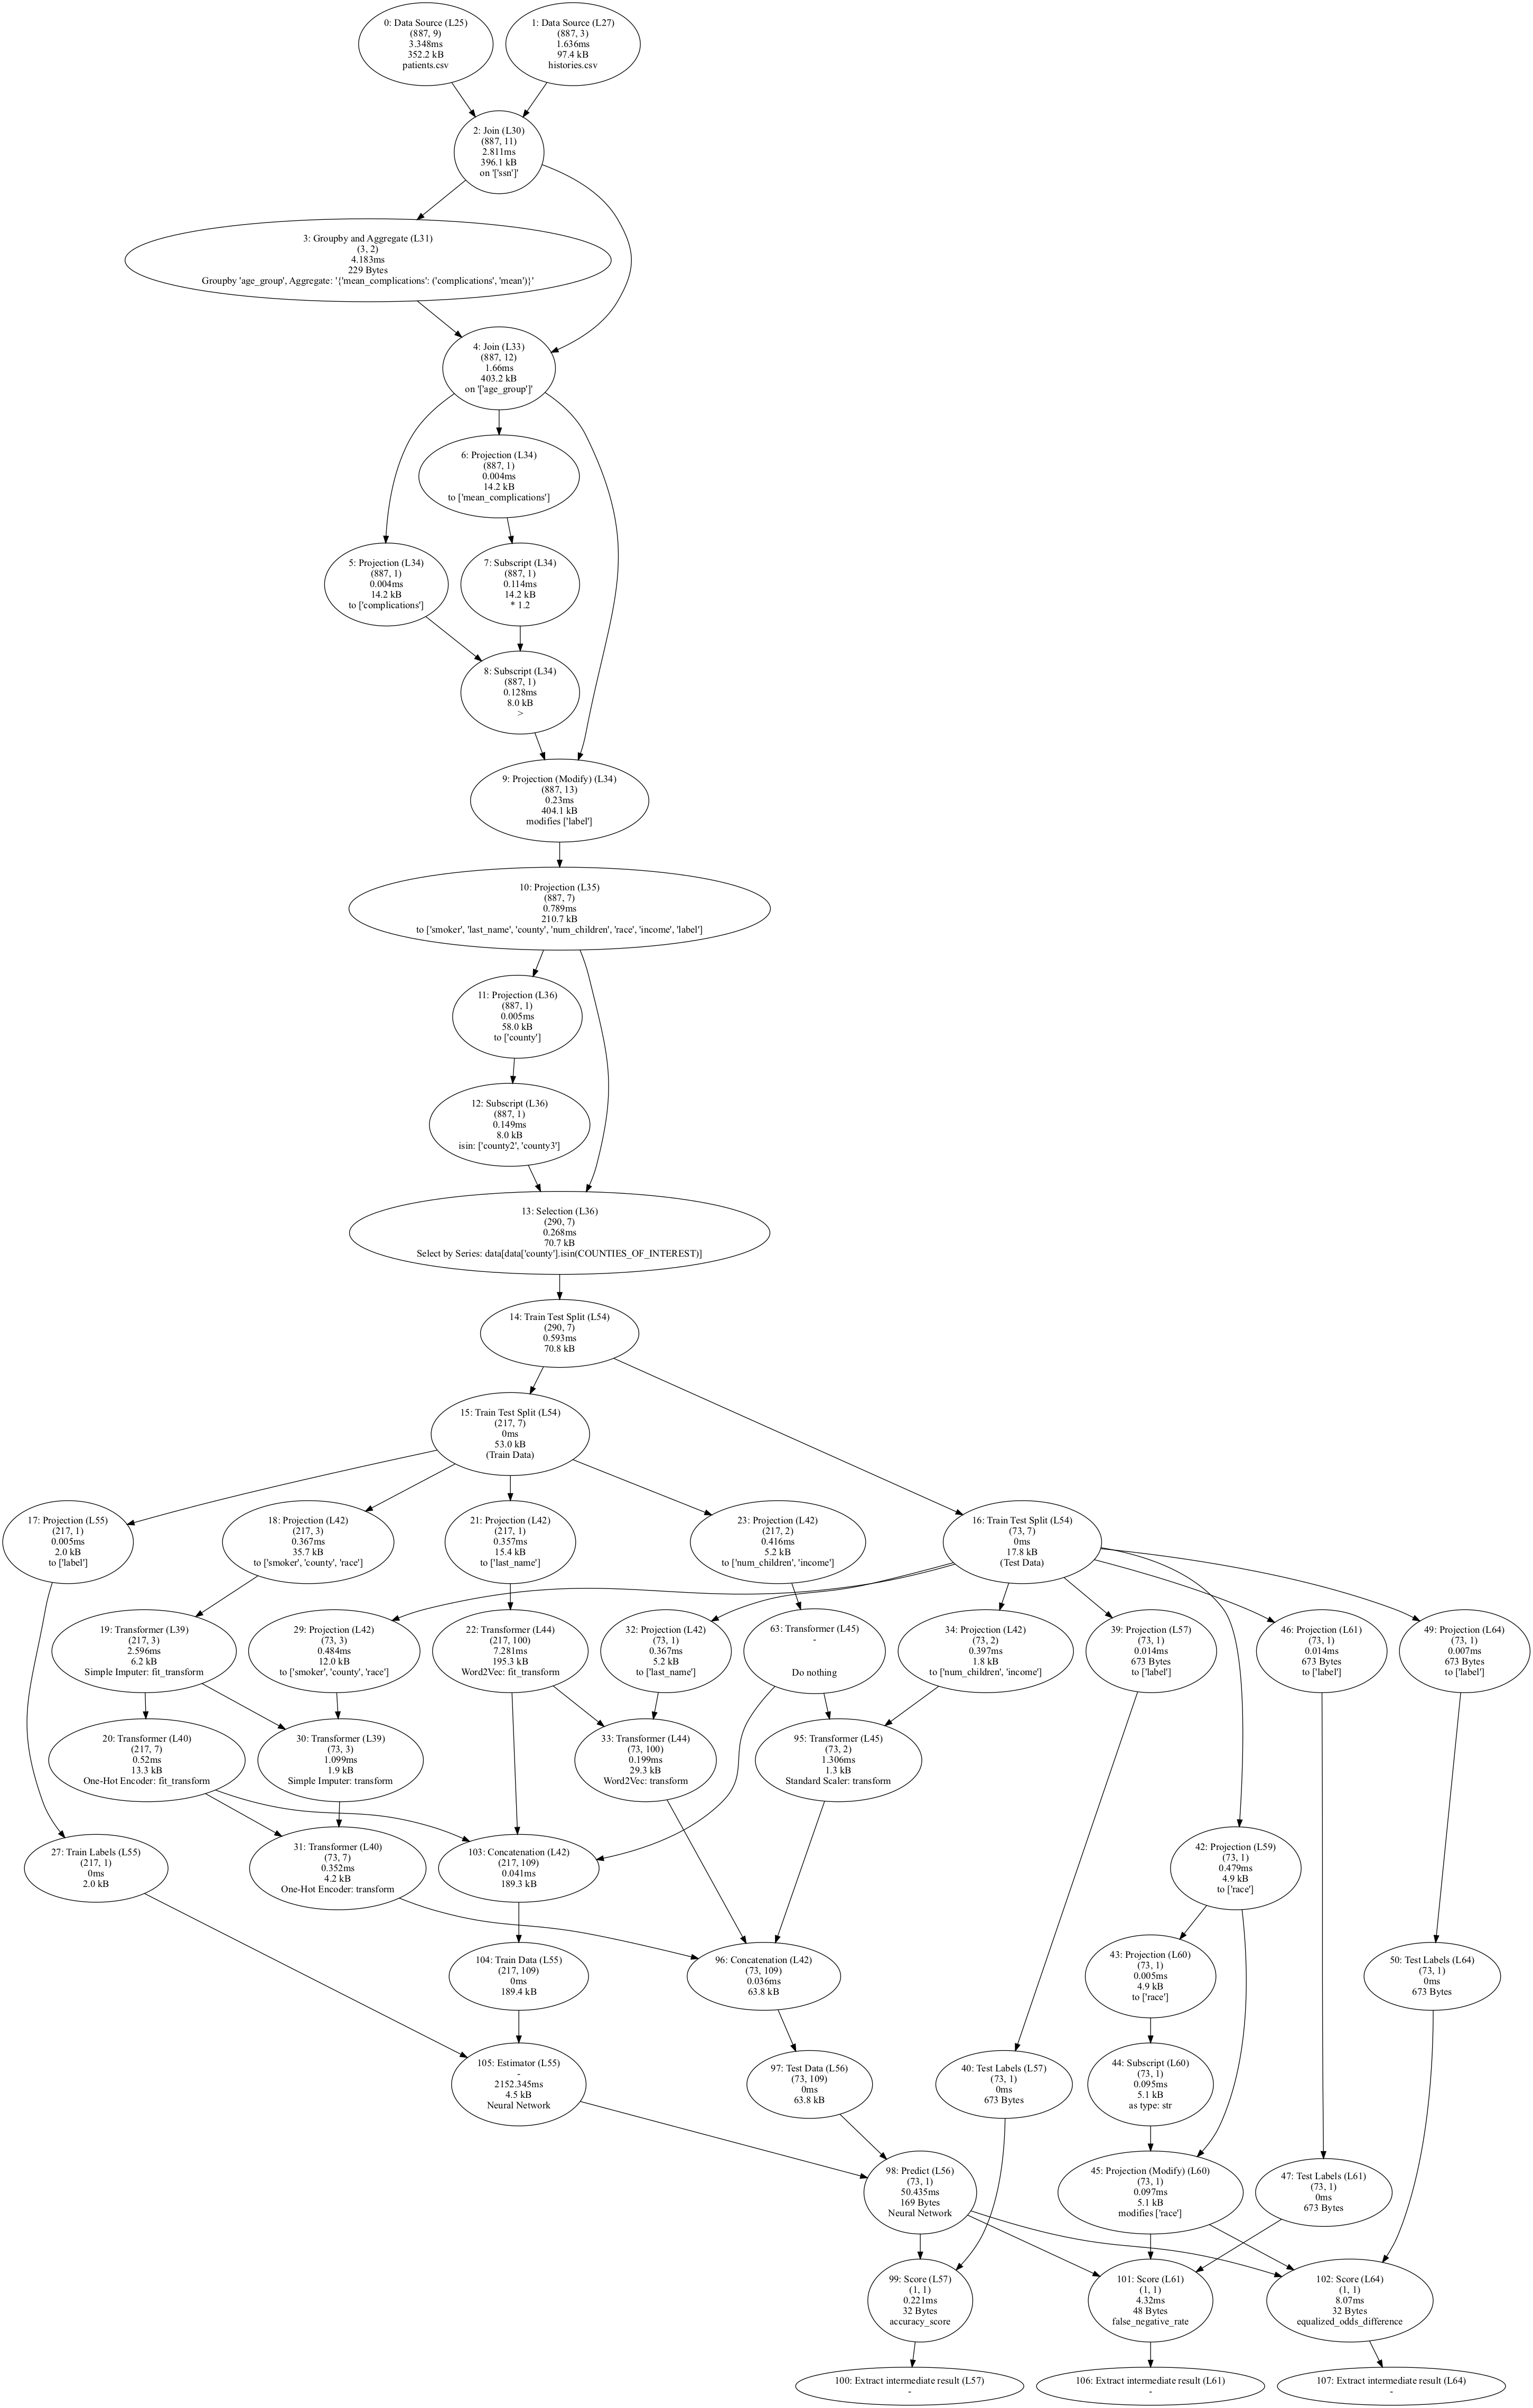 0: Data Source (L25)
(887, 9)
3.348ms
352.2 kB
patients.csv
1: Data Source (L27)
(887, 3)
1.636ms
97.4 kB
histories.csv
2: Join (L30)
(887, 11)
2.811ms
396.1 kB
on '['ssn']'
3: Groupby and Aggregate (L31)
(3, 2)
4.183ms
229 Bytes
Groupby 'age_group', Aggregate: '{'mean_complications': ('complications', 'mean')}'
4: Join (L33)
(887, 12)
1.66ms
403.2 kB
on '['age_group']'
6: Projection (L34)
(887, 1)
0.004ms
14.2 kB
to ['mean_complications']
5: Projection (L34)
(887, 1)
0.004ms
14.2 kB
to ['complications']
7: Subscript (L34)
(887, 1)
0.114ms
14.2 kB
* 1.2
8: Subscript (L34)
(887, 1)
0.128ms
8.0 kB
>
9: Projection (Modify) (L34)
(887, 13)
0.23ms
404.1 kB
modifies ['label']
10: Projection (L35)
(887, 7)
0.789ms
210.7 kB
to ['smoker', 'last_name', 'county', 'num_children', 'race', 'income', 'label']
11: Projection (L36)
(887, 1)
0.005ms
58.0 kB
to ['county']
12: Subscript (L36)
(887, 1)
0.149ms
8.0 kB
isin: ['county2', 'county3']
13: Selection (L36)
(290, 7)
0.268ms
70.7 kB
Select by Series: data[data['county'].isin(COUNTIES_OF_INTEREST)]
14: Train Test Split (L54)
(290, 7)
0.593ms
70.8 kB
15: Train Test Split (L54)
(217, 7)
0ms
53.0 kB
(Train Data)
17: Projection (L55)
(217, 1)
0.005ms
2.0 kB
to ['label']
18: Projection (L42)
(217, 3)
0.367ms
35.7 kB
to ['smoker', 'county', 'race']
21: Projection (L42)
(217, 1)
0.357ms
15.4 kB
to ['last_name']
23: Projection (L42)
(217, 2)
0.416ms
5.2 kB
to ['num_children', 'income']
16: Train Test Split (L54)
(73, 7)
0ms
17.8 kB
(Test Data)
19: Transformer (L39)
(217, 3)
2.596ms
6.2 kB
Simple Imputer: fit_transform
29: Projection (L42)
(73, 3)
0.484ms
12.0 kB
to ['smoker', 'county', 'race']
22: Transformer (L44)
(217, 100)
7.281ms
195.3 kB
Word2Vec: fit_transform
32: Projection (L42)
(73, 1)
0.367ms
5.2 kB
to ['last_name']
63: Transformer (L45)
-
Do nothing
34: Projection (L42)
(73, 2)
0.397ms
1.8 kB
to ['num_children', 'income']
39: Projection (L57)
(73, 1)
0.014ms
673 Bytes
to ['label']
46: Projection (L61)
(73, 1)
0.014ms
673 Bytes
to ['label']
49: Projection (L64)
(73, 1)
0.007ms
673 Bytes
to ['label']
20: Transformer (L40)
(217, 7)
0.52ms
13.3 kB
One-Hot Encoder: fit_transform
30: Transformer (L39)
(73, 3)
1.099ms
1.9 kB
Simple Imputer: transform
33: Transformer (L44)
(73, 100)
0.199ms
29.3 kB
Word2Vec: transform
95: Transformer (L45)
(73, 2)
1.306ms
1.3 kB
Standard Scaler: transform
27: Train Labels (L55)
(217, 1)
0ms
2.0 kB
31: Transformer (L40)
(73, 7)
0.352ms
4.2 kB
One-Hot Encoder: transform
103: Concatenation (L42)
(217, 109)
0.041ms
189.3 kB
42: Projection (L59)
(73, 1)
0.479ms
4.9 kB
to ['race']
104: Train Data (L55)
(217, 109)
0ms
189.4 kB
96: Concatenation (L42)
(73, 109)
0.036ms
63.8 kB
43: Projection (L60)
(73, 1)
0.005ms
4.9 kB
to ['race']
50: Test Labels (L64)
(73, 1)
0ms
673 Bytes
105: Estimator (L55)
-
2152.345ms
4.5 kB
Neural Network
97: Test Data (L56)
(73, 109)
0ms
63.8 kB
40: Test Labels (L57)
(73, 1)
0ms
673 Bytes
44: Subscript (L60)
(73, 1)
0.095ms
5.1 kB
as type: str
98: Predict (L56)
(73, 1)
50.435ms
169 Bytes
Neural Network
45: Projection (Modify) (L60)
(73, 1)
0.097ms
5.1 kB
modifies ['race']
47: Test Labels (L61)
(73, 1)
0ms
673 Bytes
99: Score (L57)
(1, 1)
0.221ms
32 Bytes
accuracy_score
101: Score (L61)
(1, 1)
4.32ms
48 Bytes
false_negative_rate
102: Score (L64)
(1, 1)
8.07ms
32 Bytes
equalized_odds_difference
100: Extract intermediate result (L57)
-
106: Extract intermediate result (L61)
-
107: Extract intermediate result (L64)
-